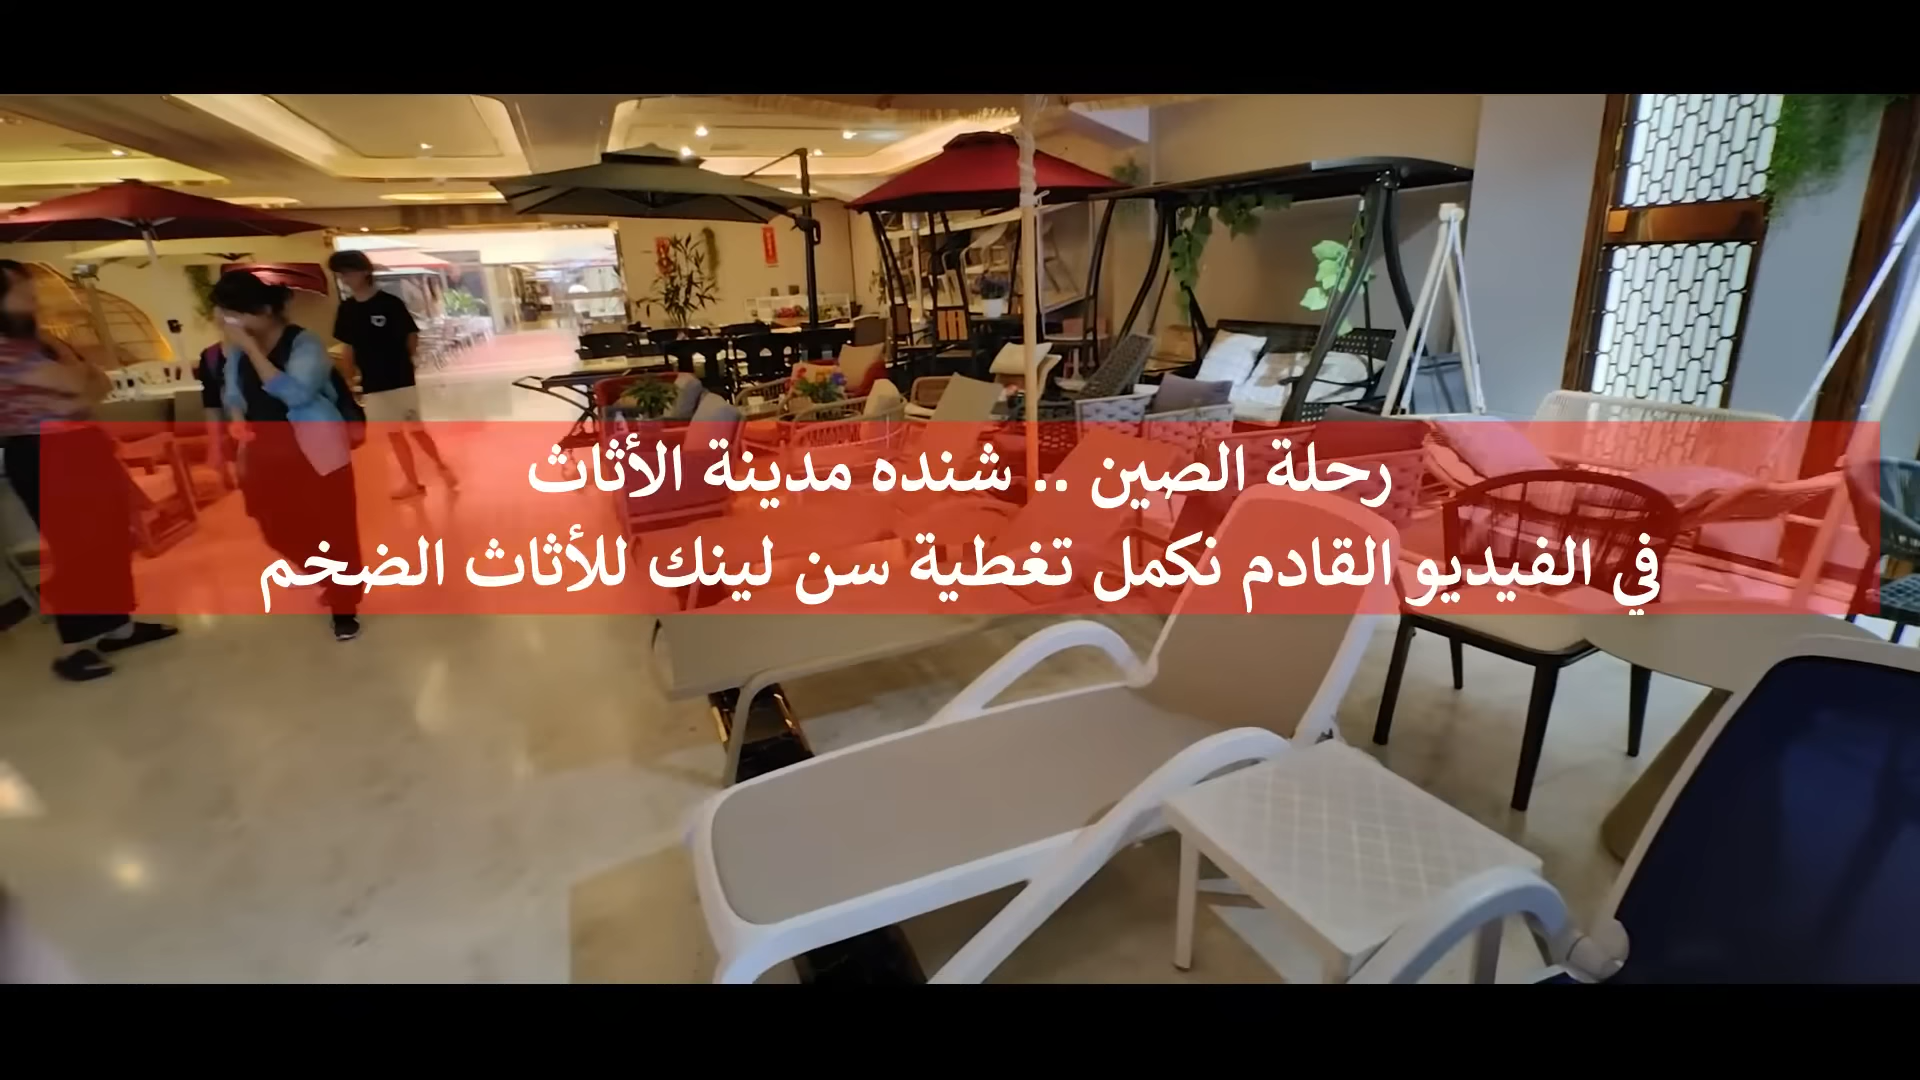 رحلة الصين .. شنده مدينة الأثاث
في الفيديو القادم نكمل تغطية سن لينك للأثاث الضخم